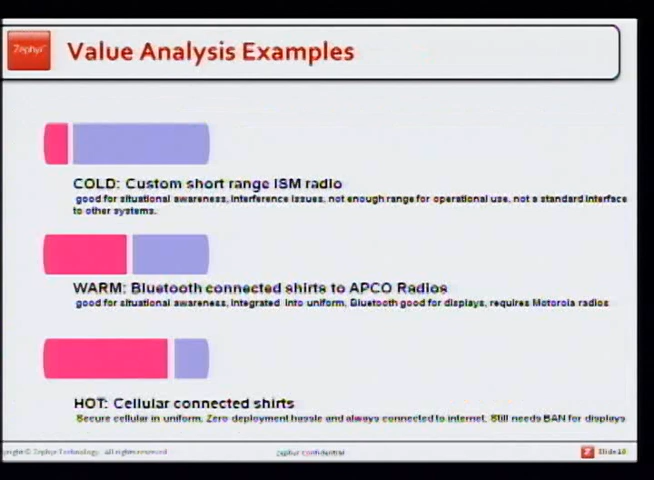 Zephyr
Value Analysis Examples
COLD: Custom short range ISM radio
good for situational awareness, interference issues, not enough range for operational use, not a standard interface
to other systems.
WARM: Bluetooth connected shirts to APCO Radios
good for situational awareness, integrated into uniform, Bluetooth good for displays, requires Motorola radios
HOT: Cellular connected shirts
Secure cellular in uniform, Zero deployment hassle and always connected to internet, Still needs BAN for displays
pyright © Zephyr Technology. All rights reserved
Zephyr Confidential
Z Slide 18